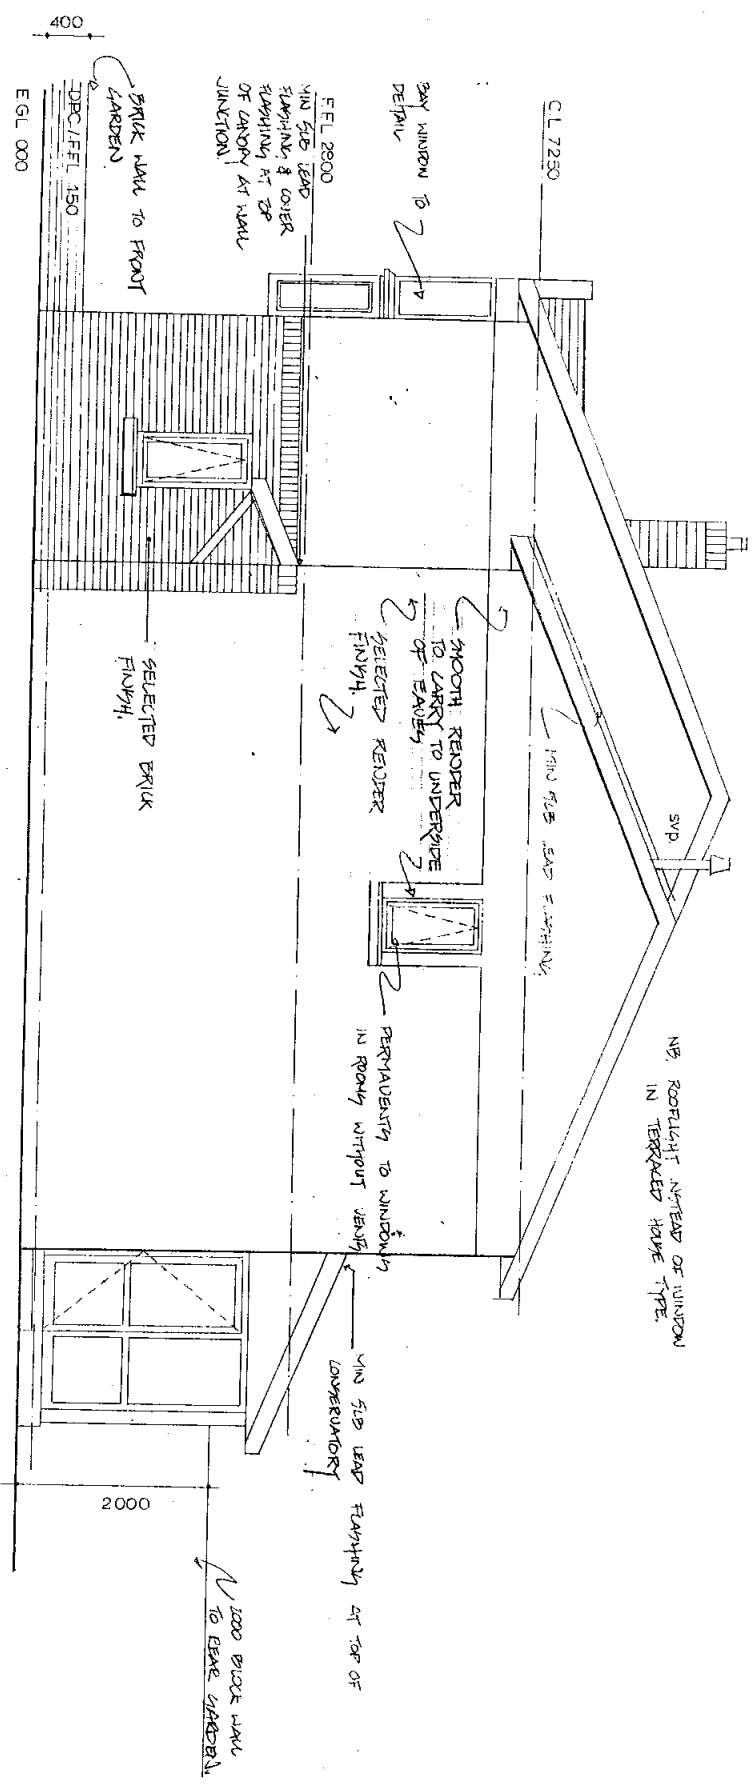 C.L 7250
BAY WINDOW TO
DETAIL
F.F.L 2800
MIN 5LB LEAD
FLASHING & COVER
FLASHING AT TOP
OF CANOPY AT WALL
JUNCTION
DPC/FFL 150
EGL 000
400
BRICK WALL TO FRONT
GARDEN.
SELECTED BRICK
FINISH.
SMOOTH RENDER
TO CARRY TO UNDERSIDE
OF EAVES
SELECTED RENDER
FINISH.
MIN 5LB LEAD FLASHING
svp.
NB. ROOFLIGHT INSTEAD OF WINDOW
IN TERRACED HOUSE TYPE.
PERMAVENTS TO WINDOWS
IN ROOMS WITHOUT VENTS
MIN 5LB LEAD FLASHING AT TOP OF
CONSERVATORY
2000
2000 BLOCK WALL
TO REAR GARDEN.